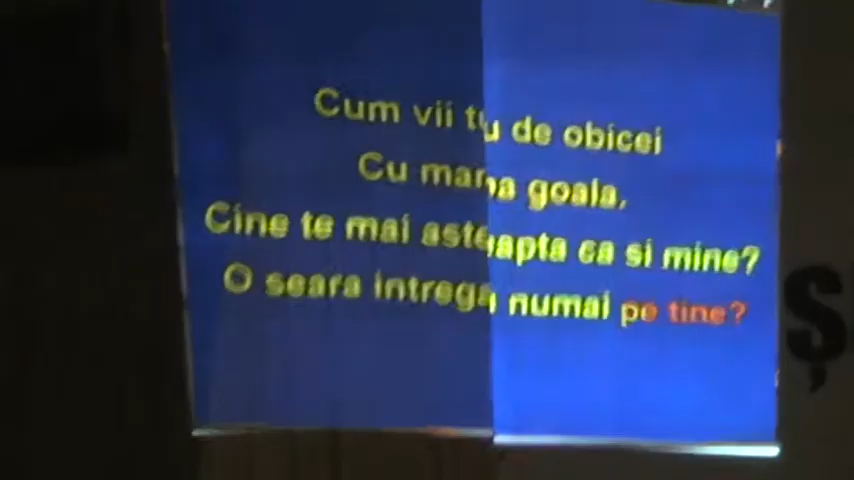 Cum vii tu de obicei
Cu mana goala,
Cine te mai asteapta ca si mine?
O seara intrega numai pe tine?
Ș